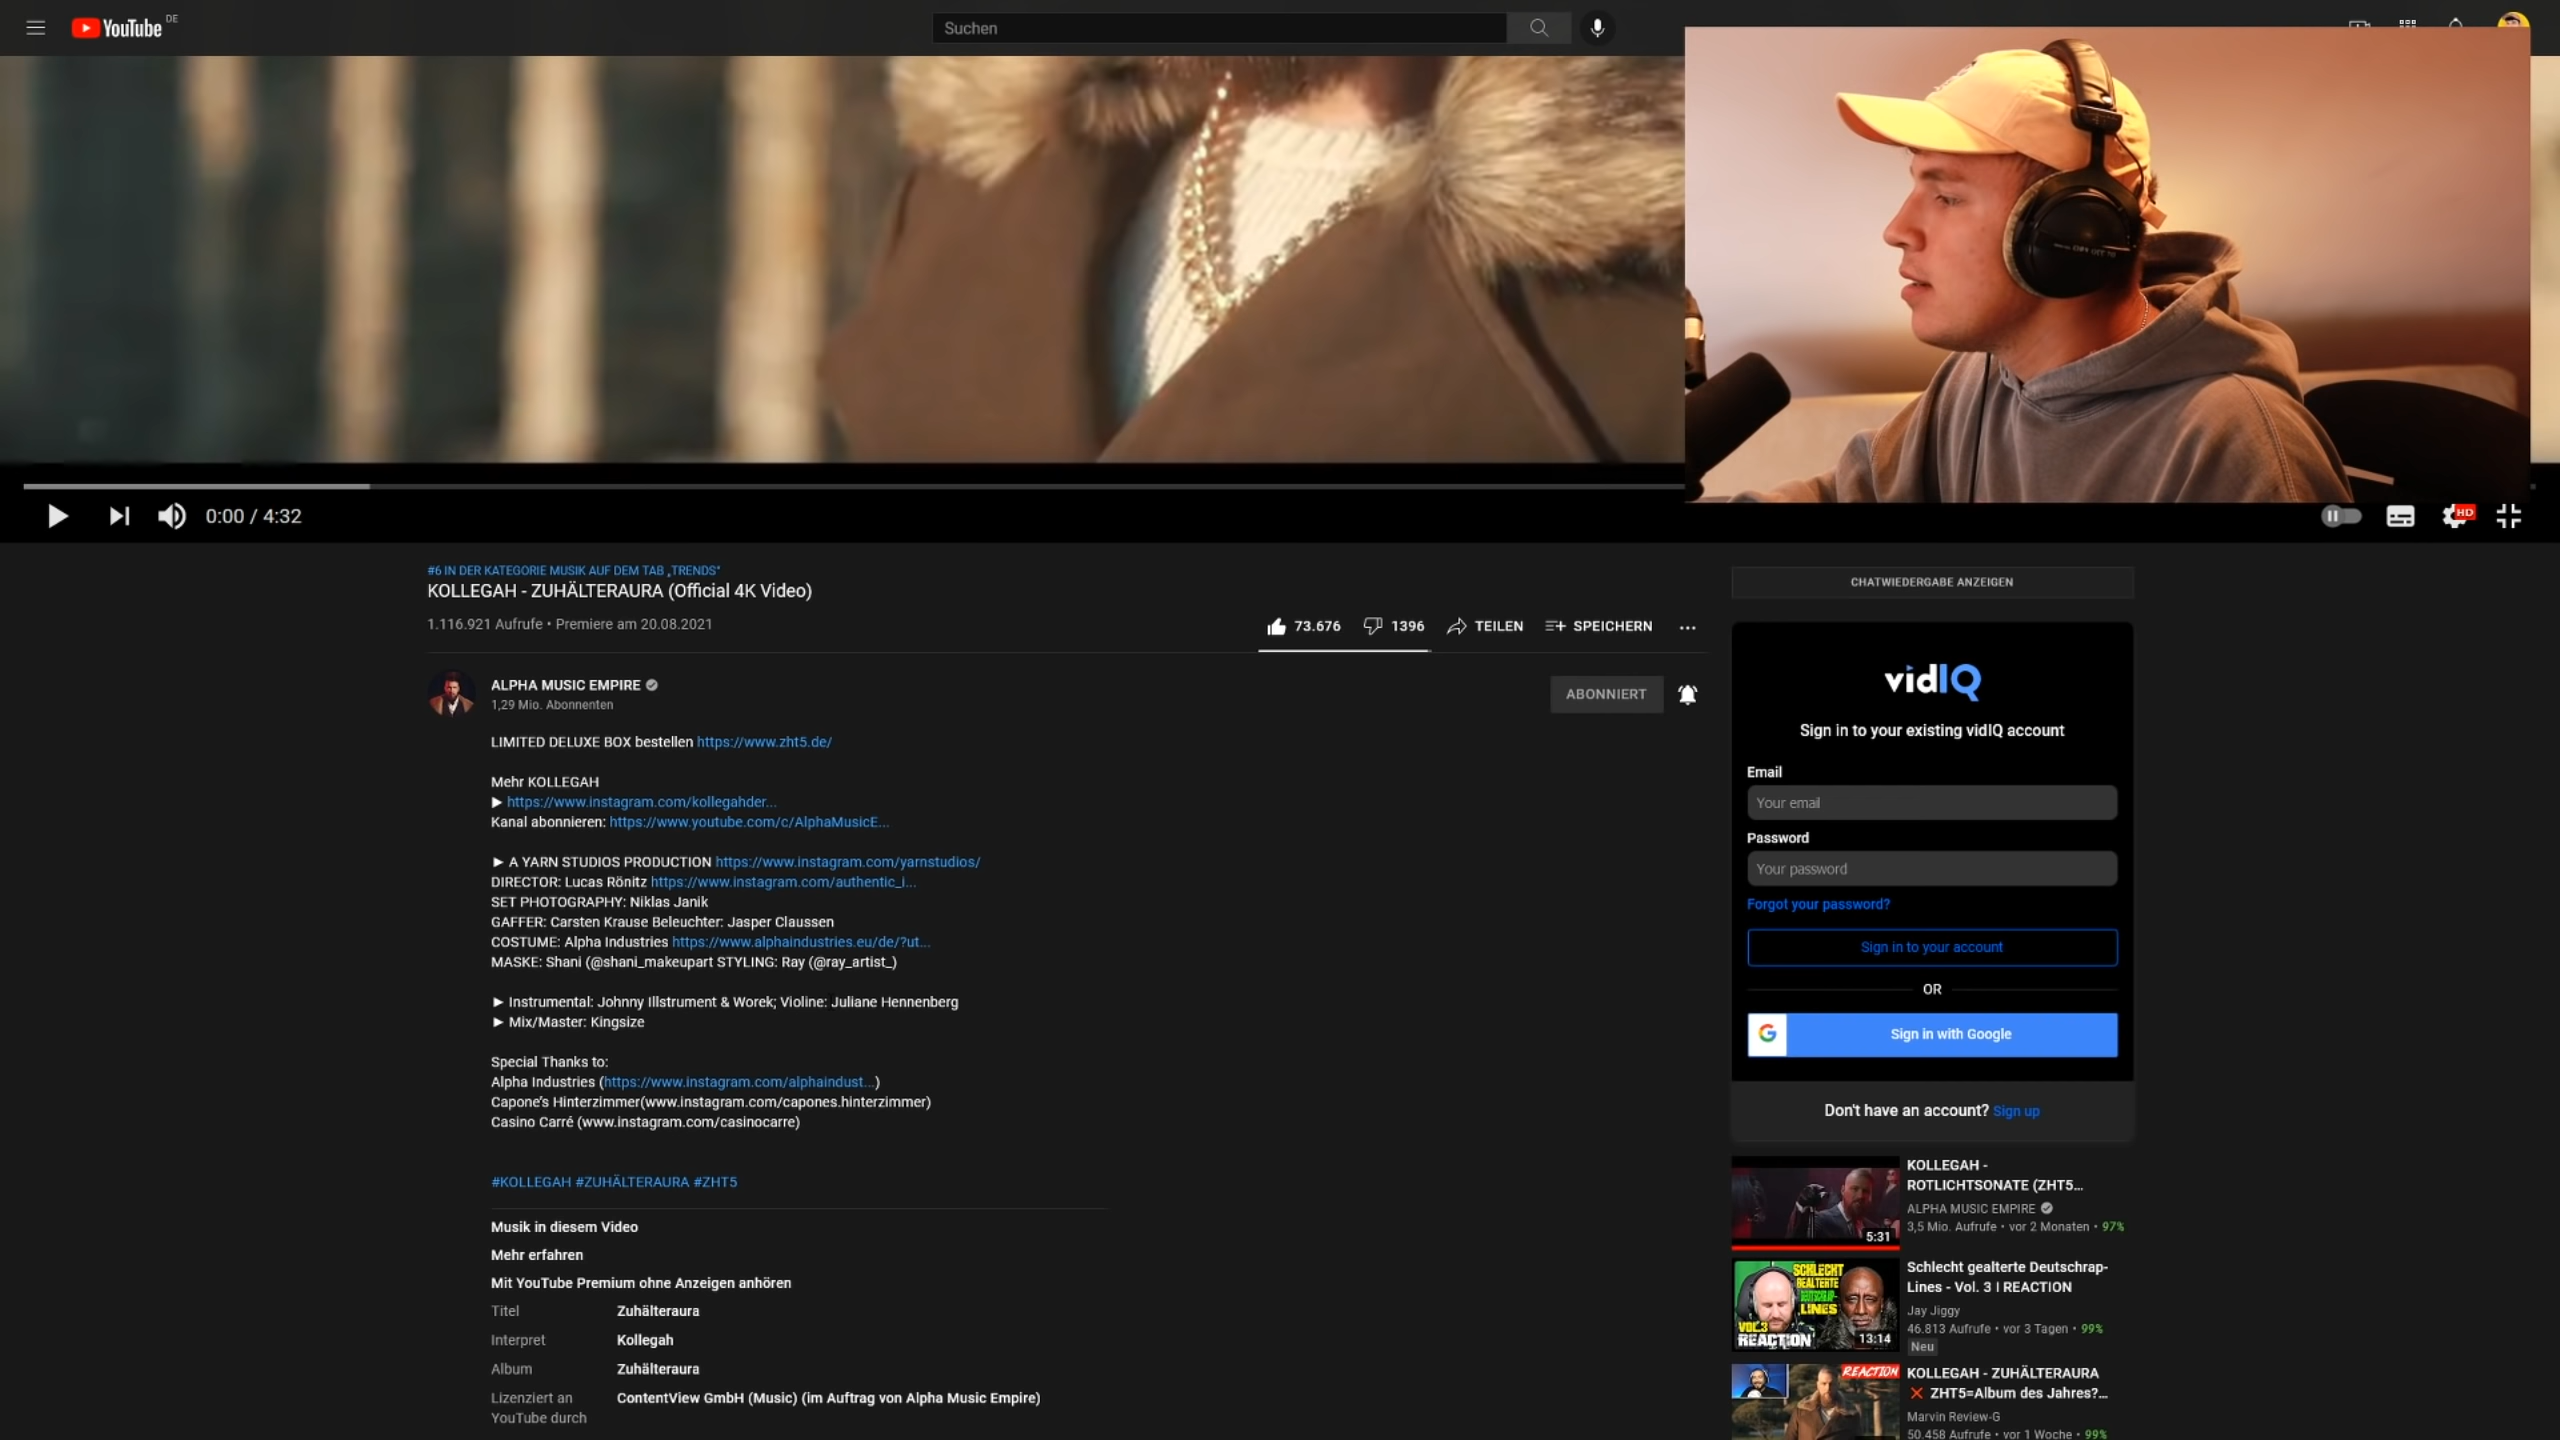 YouTube DE
Suchen
0:00 / 4:32
HD
#6 IN DER KATEGORIE MUSIK AUF DEM TAB „TRENDS"
KOLLEGAH - ZUHÄLTERAURA (Official 4K Video)
1.116.921 Aufrufe • Premiere am 20.08.2021
73.676 1396 TEILEN SPEICHERN ...
ALPHA MUSIC EMPIRE
1,29 Mio. Abonnenten
ABONNIERT
LIMITED DELUXE BOX bestellen https://www.zht5.de/
Mehr KOLLEGAH
► https://www.instagram.com/kollegahder...
Kanal abonnieren: https://www.youtube.com/c/AlphaMusicE...
► A YARN STUDIOS PRODUCTION https://www.instagram.com/yarnstudios/
DIRECTOR: Lucas Rönitz https://www.instagram.com/authentic_i...
SET PHOTOGRAPHY: Niklas Janik
GAFFER: Carsten Krause Beleuchter: Jasper Claussen
COSTUME: Alpha Industries https://www.alphaindustries.eu/de/?ut...
MASKE: Shani (@shani_makeupart STYLING: Ray (@ray_artist_)
► Instrumental: Johnny Illstrument & Worek; Violine: Juliane Hennenberg
► Mix/Master: Kingsize
Special Thanks to:
Alpha Industries (https://www.instagram.com/alphaindust...)
Capone's Hinterzimmer(www.instagram.com/capones.hinterzimmer)
Casino Carré (www.instagram.com/casinocarre)
#KOLLEGAH #ZUHÄLTERAURA #ZHT5
Musik in diesem Video
Mehr erfahren
Mit YouTube Premium ohne Anzeigen anhören
Titel Zuhälteraura
Interpret Kollegah
Album Zuhälteraura
Lizenziert an ContentView GmbH (Music) (im Auftrag von Alpha Music Empire)
YouTube durch
CHATWIEDERGABE ANZEIGEN
vidIQ
Sign in to your existing vidIQ account
Email
Your email
Password
Your password
Forgot your password?
Sign in to your account
OR
Sign in with Google
Don't have an account? Sign up
5:31
KOLLEGAH -
ROTLICHTSONATE (ZHT5...
ALPHA MUSIC EMPIRE
3,5 Mio. Aufrufe • vor 2 Monaten • 97%
SCHLECHT
GEALTERTE
DEUTSCHRAP-
LINES
VOL.3
REACTION
13:14
Schlecht gealterte Deutschrap-
Lines - Vol. 3 I REACTION
Jay Jiggy
46.813 Aufrufe • vor 3 Tagen • 99%
Neu
REACTION
KOLLEGAH - ZUHÄLTERAURA
❌ ZHT5=Album des Jahres?...
Marvin Review-G
50.458 Aufrufe • vor 1 Woche • 99%